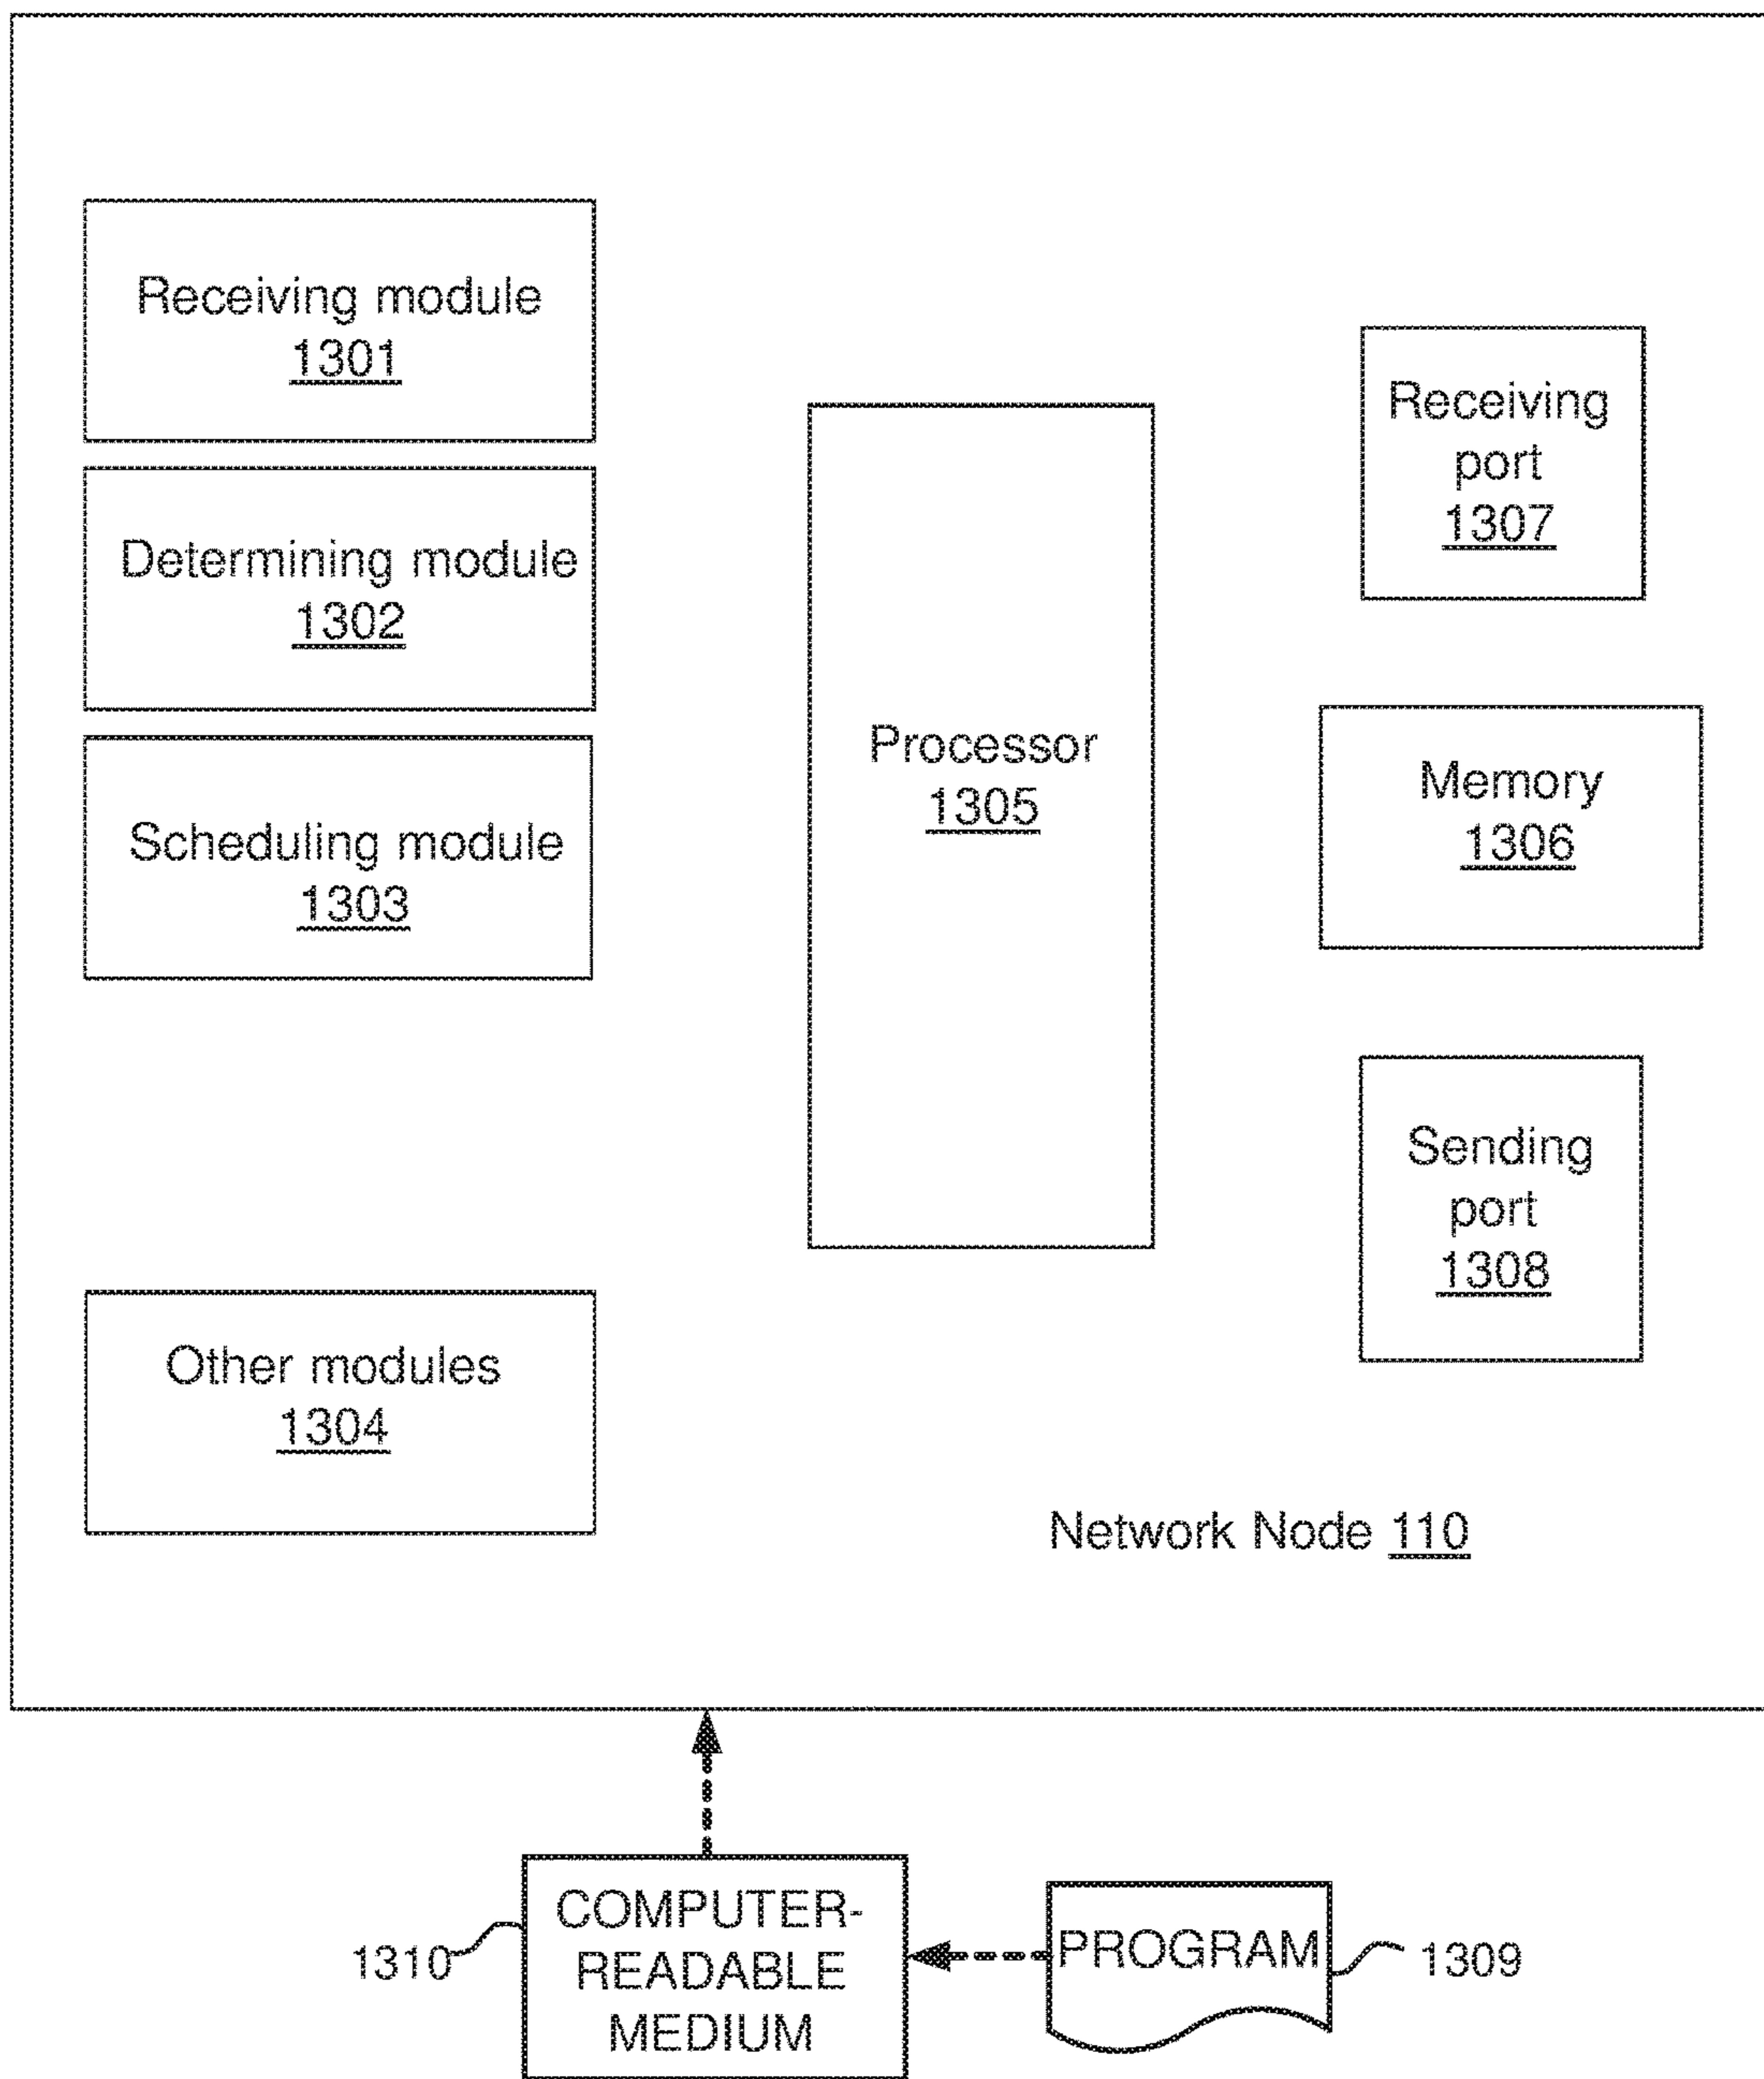 Receiving module
1301
Determining module
1302
Scheduling module
1303
Other modules
1304
Processor
1305
Receiving
port
1307
Memory
1306
Sending
port
1308
Network Node 110
COMPUTER-
READABLE
MEDIUM
1310
PROGRAM
1309